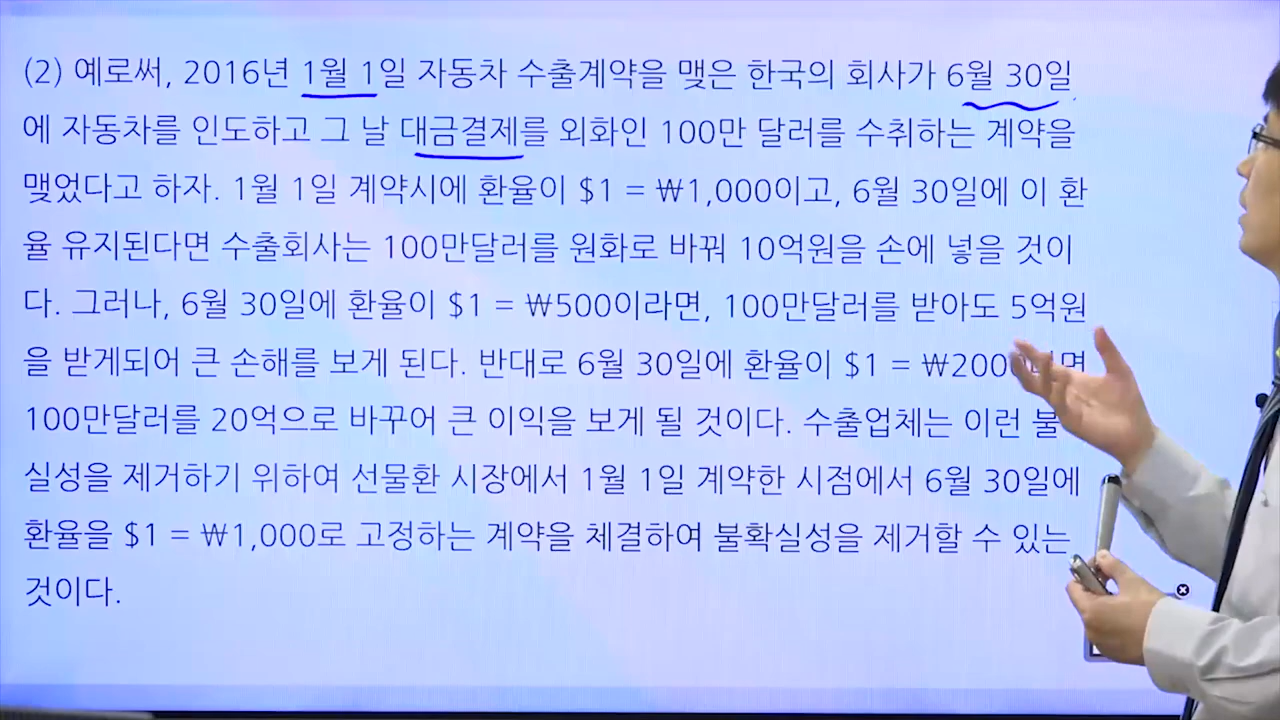 (2) 예로써, 2016년 1월 1일 자동차 수출계약을 맺은 한국의 회사가 6월 30일
에 자동차를 인도하고 그 날 대금결제를 외화인 100만 달러를 수취하는 계약을
맺었다고 하자. 1월 1일 계약시에 환율이 $1 = ₩1,000이고, 6월 30일에 이 환
율 유지된다면 수출회사는 100만달러를 원화로 바꿔 10억원을 손에 넣을 것이
다. 그러나, 6월 30일에 환율이 $1 = ₩500이라면, 100만달러를 받아도 5억원
을 받게되어 큰 손해를 보게 된다. 반대로 6월 30일에 환율이 $1 = ₩200 면
100만달러를 20억으로 바꾸어 큰 이익을 보게 될 것이다. 수출업체는 이런 불
실성을 제거하기 위하여 선물환 시장에서 1월 1일 계약한 시점에서 6월 30일에
환율을 $1 = ₩1,000로 고정하는 계약을 체결하여 불확실성을 제거할 수 있는
것이다.